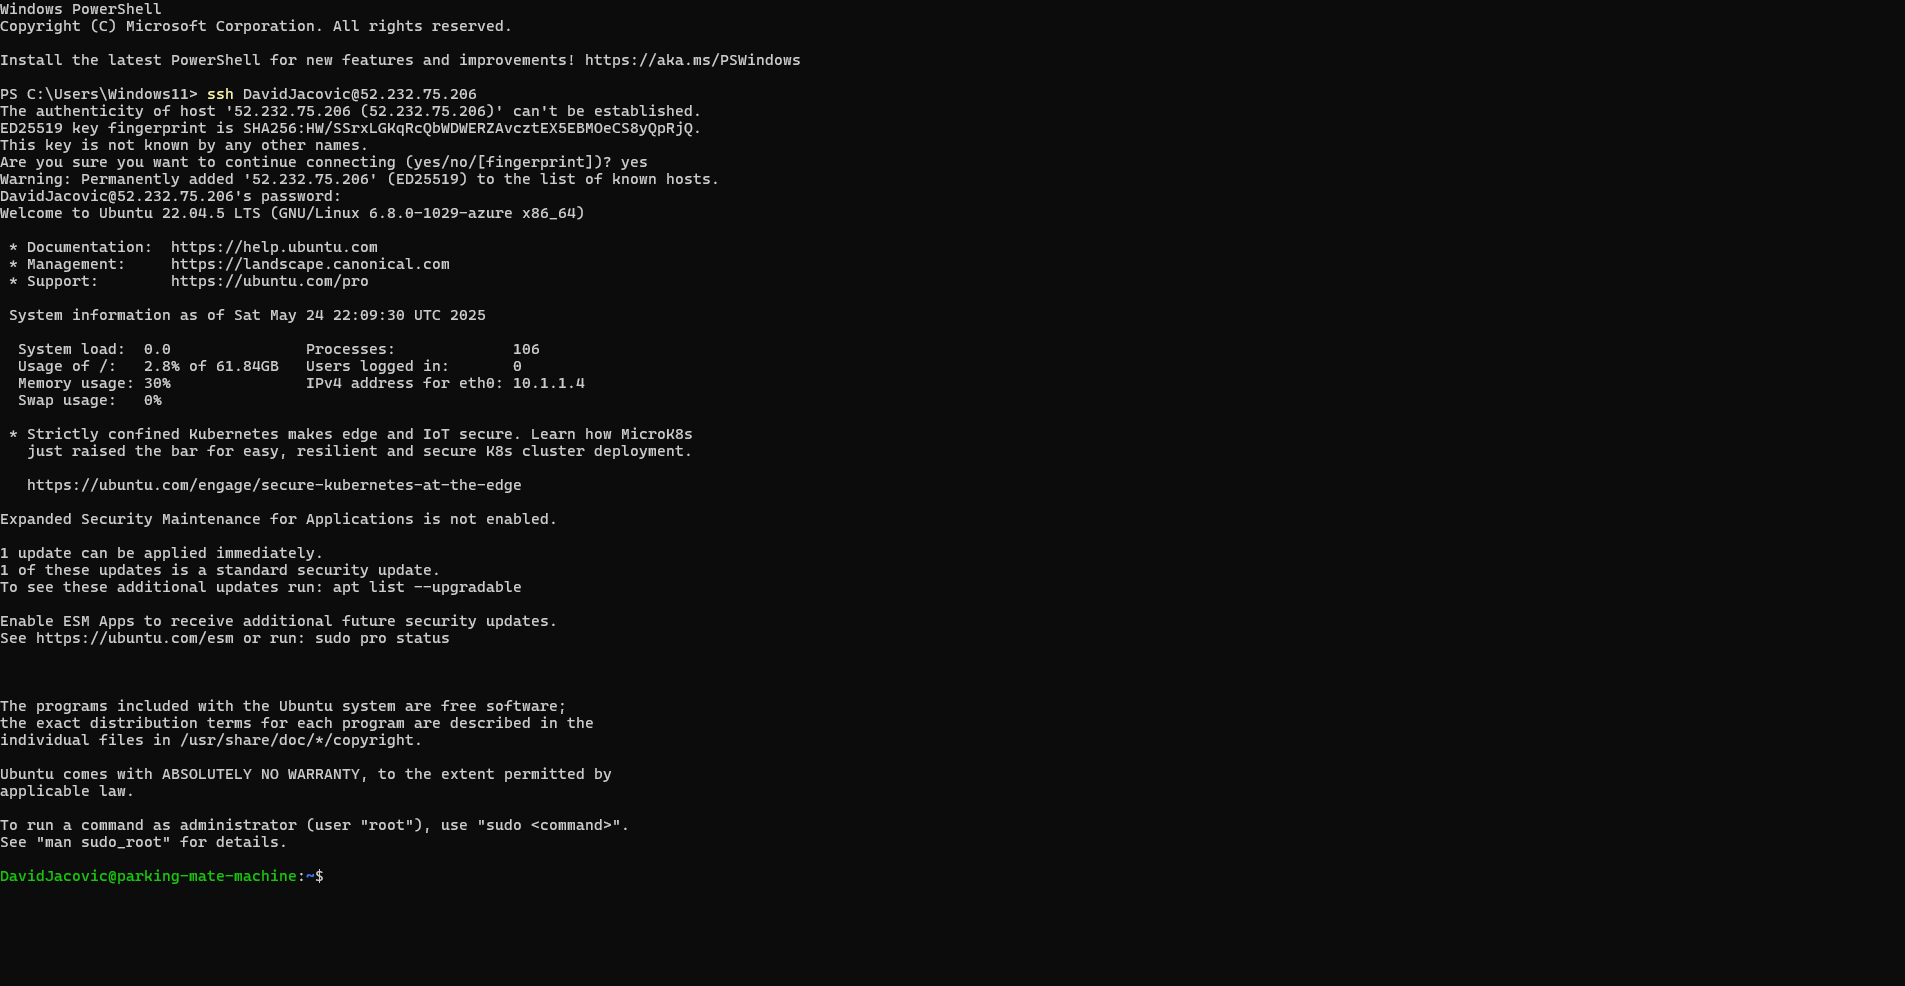 Windows PowerShell
Copyright (C) Microsoft Corporation. All rights reserved.
Install the latest PowerShell for new features and improvements! https://aka.ms/PSWindows
PS C:\Users\Windows11> ssh DavidJacovic@52.232.75.206
The authenticity of host '52.232.75.206 (52.232.75.206)' can't be established.
ED25519 key fingerprint is SHA256:HW/SSrxLGKqRcQbWDWERZAvcztEX5EBMOeCS8yQpRjQ.
This key is not known by any other names.
Are you sure you want to continue connecting (yes/no/[fingerprint])? yes
Warning: Permanently added '52.232.75.206' (ED25519) to the list of known hosts.
DavidJacovic@52.232.75.206's password:
Welcome to Ubuntu 22.04.5 LTS (GNU/Linux 6.8.0-1029-azure x86_64)
* Documentation:  https://help.ubuntu.com
* Management:     https://landscape.canonical.com
* Support:        https://ubuntu.com/pro
System information as of Sat May 24 22:09:30 UTC 2025
System load:  0.0               Processes:             106
Usage of /:   2.8% of 61.84GB   Users logged in:       0
Memory usage: 30%               IPv4 address for eth0: 10.1.1.4
Swap usage:   0%
* Strictly confined Kubernetes makes edge and IoT secure. Learn how MicroK8s
just raised the bar for easy, resilient and secure K8s cluster deployment.
https://ubuntu.com/engage/secure-kubernetes-at-the-edge
Expanded Security Maintenance for Applications is not enabled.
1 update can be applied immediately.
1 of these updates is a standard security update.
To see these additional updates run: apt list --upgradable
Enable ESM Apps to receive additional future security updates.
See https://ubuntu.com/esm or run: sudo pro status
The programs included with the Ubuntu system are free software;
the exact distribution terms for each program are described in the
individual files in /usr/share/doc/*/copyright.
Ubuntu comes with ABSOLUTELY NO WARRANTY, to the extent permitted by
applicable law.
To run a command as administrator (user "root"), use "sudo <command>".
See "man sudo_root" for details.
DavidJacovic@parking-mate-machine:~$